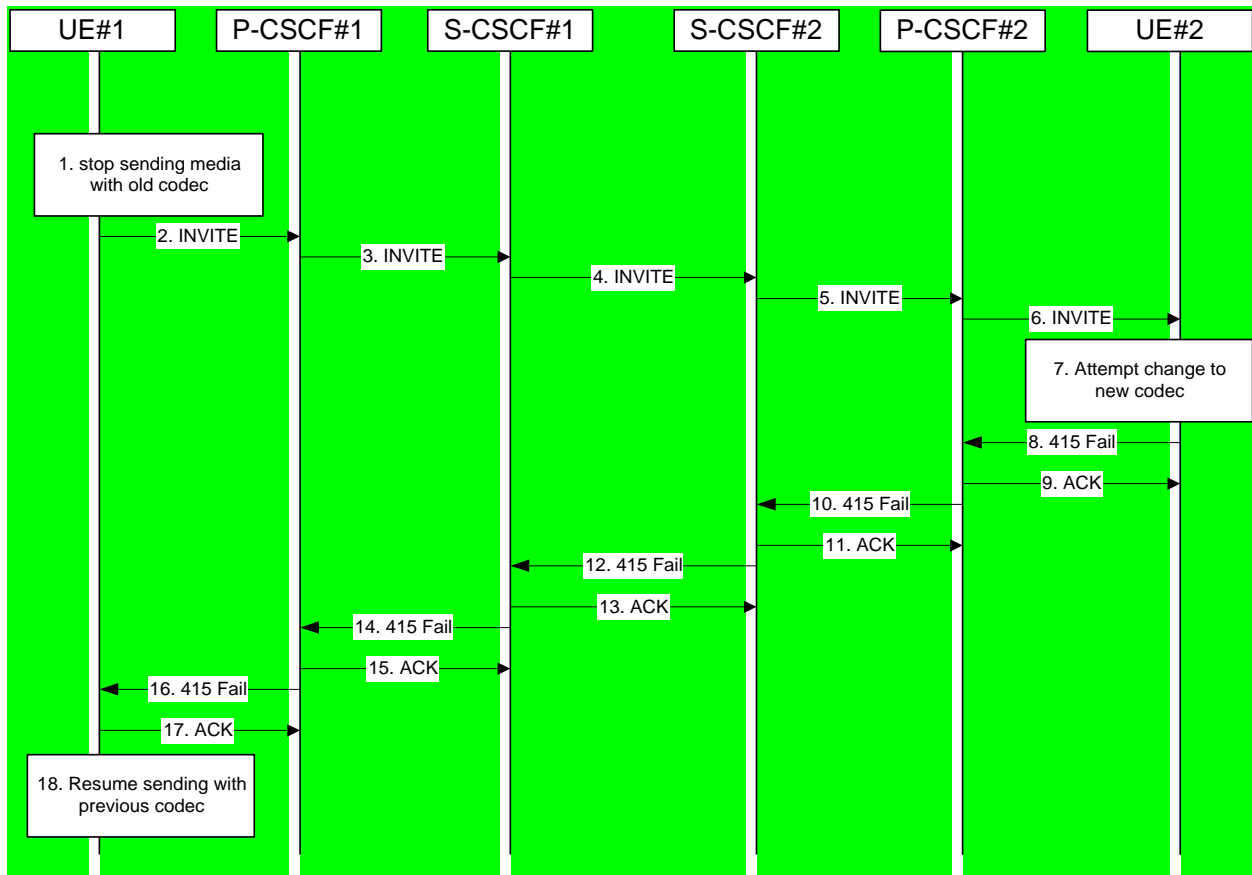 UE#1
P-CSCF#1
S-CSCF#1
S-CSCF#2
P-CSCF#2
UE#2
1. stop sending media
with old codec
2. INVITE
3. INVITE
4. INVITE
5. INVITE
6. INVITE
7. Attempt change to
new codec
8. 415 Fail
9. ACK
10. 415 Fail
11. ACK
12. 415 Fail
13. ACK
14. 415 Fail
15. ACK
16. 415 Fail
17. ACK
18. Resume sending with
previous codec